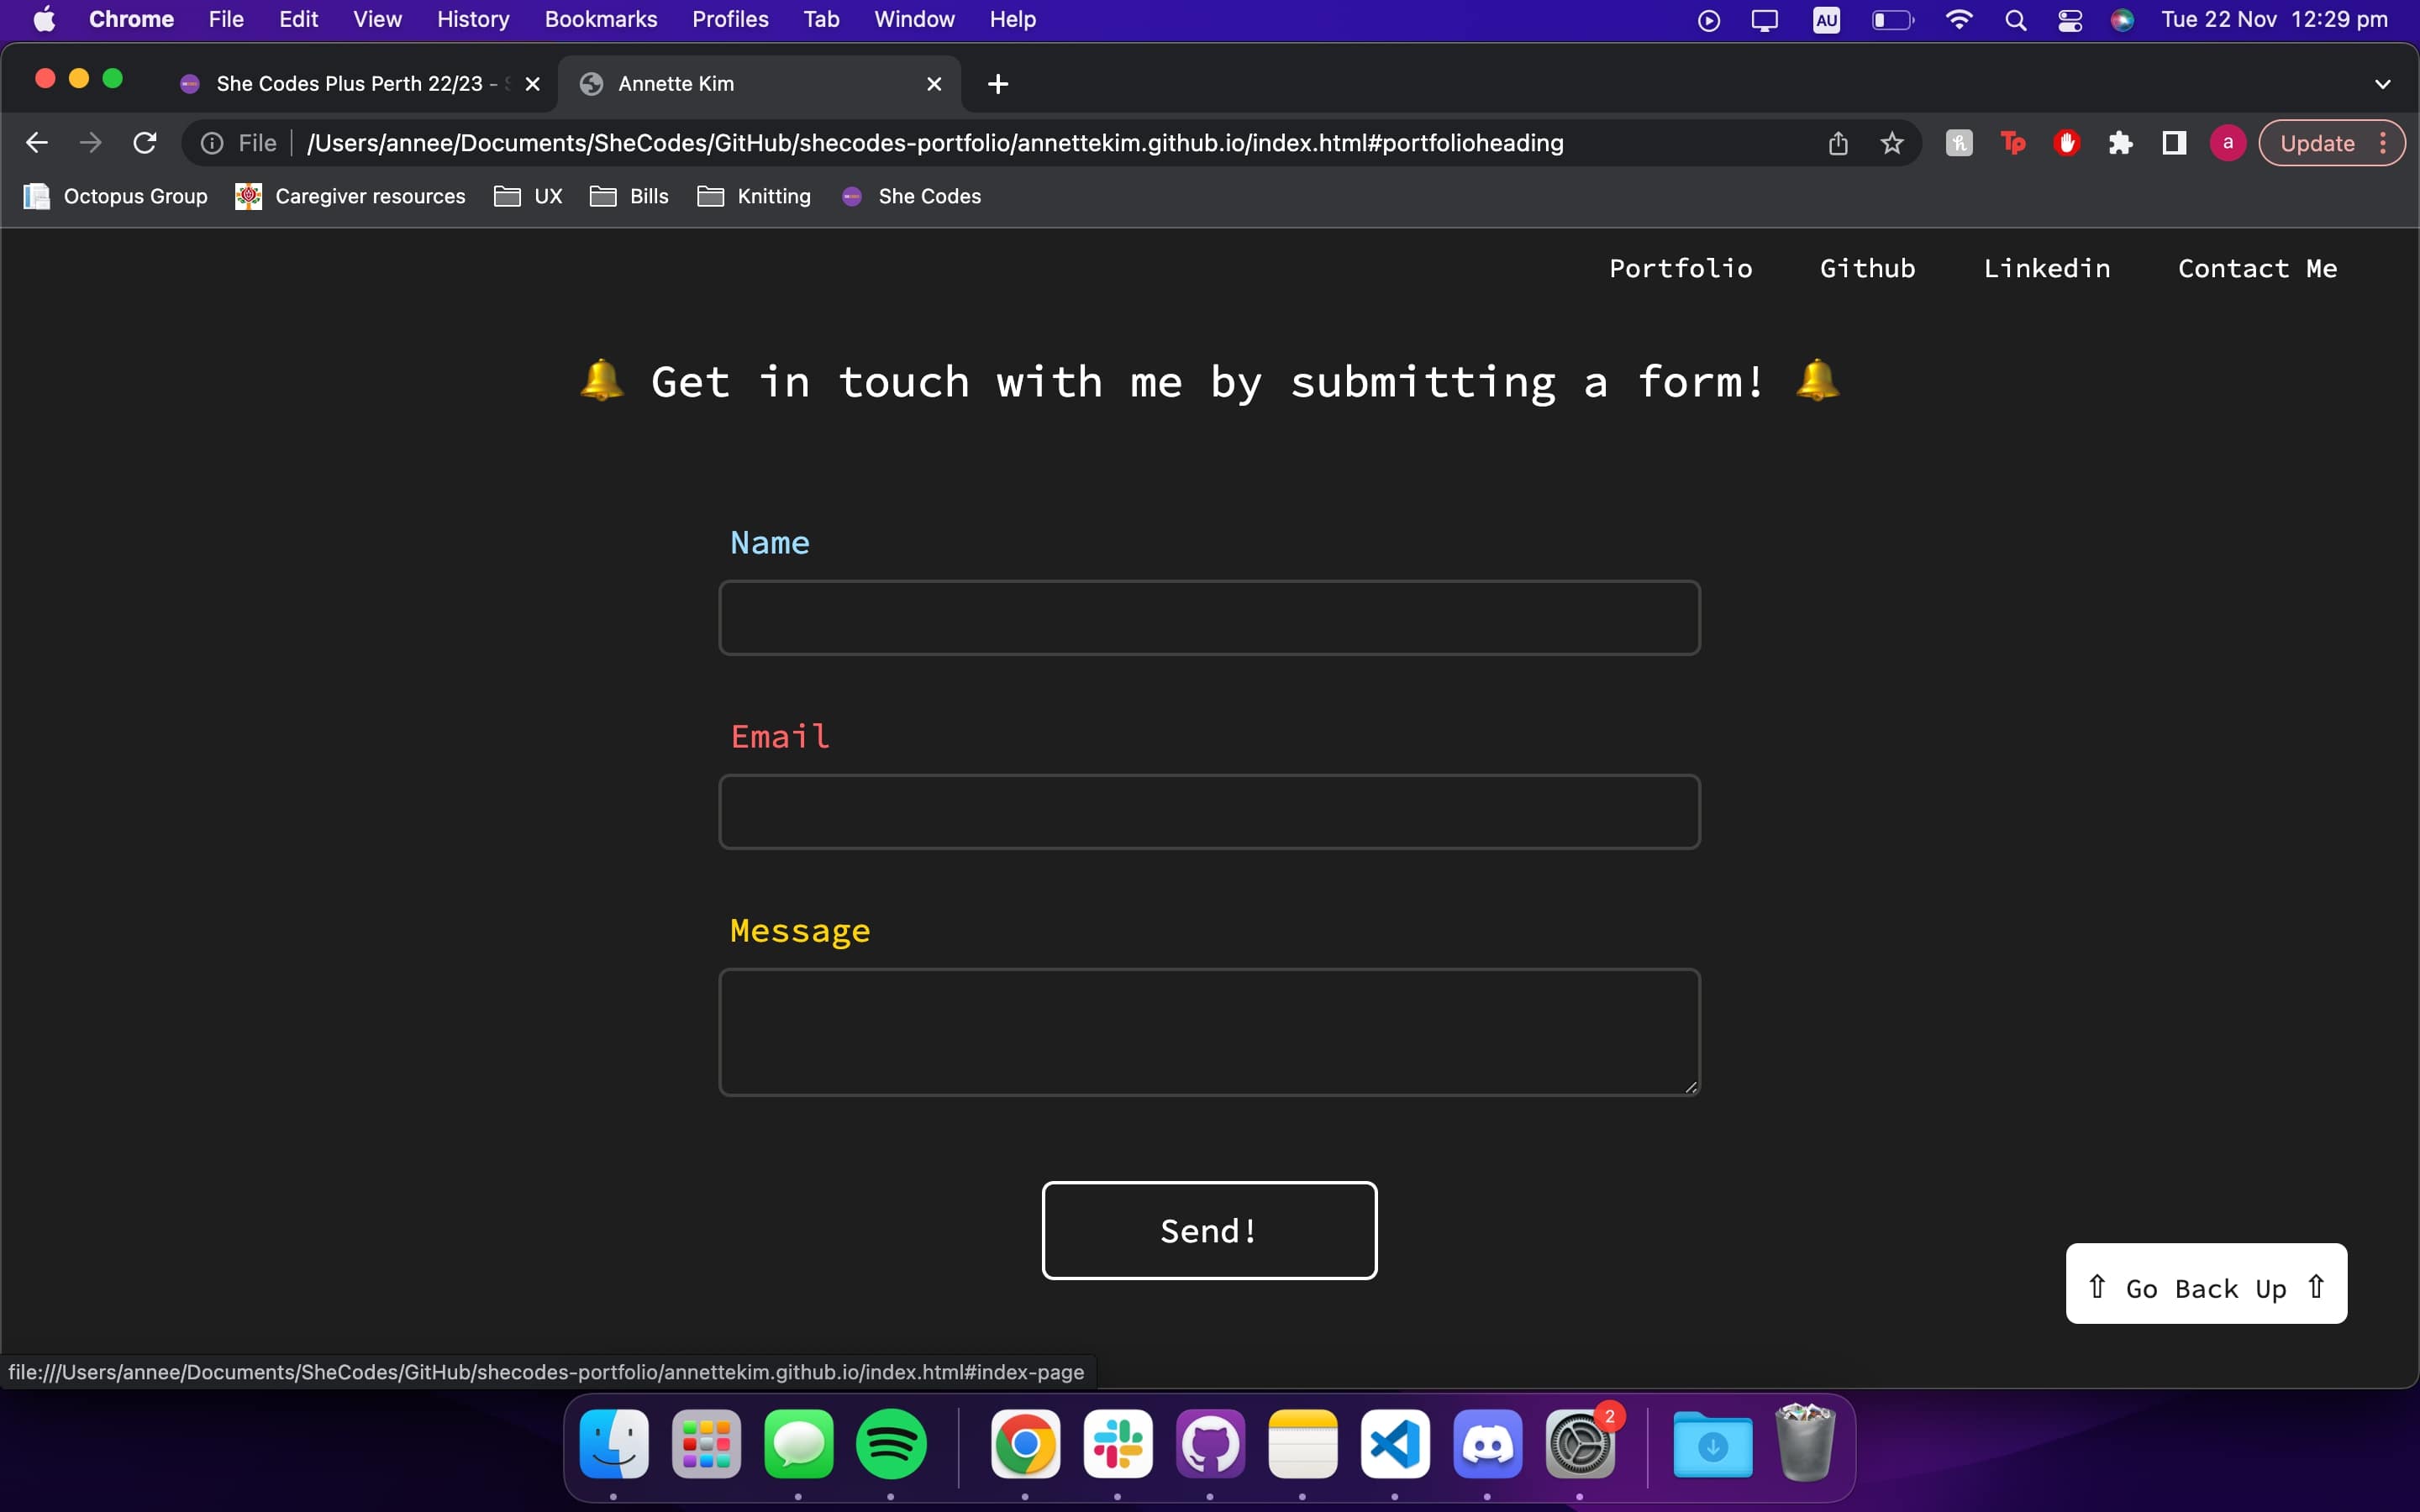 Chrome File Edit View History Bookmarks Profiles Tab Window Help AU Tue 22 Nov 12:29 pm
She Codes Plus Perth 22/23 - Annette Kim
File /Users/annee/Documents/SheCodes/GitHub/shecodes-portfolio/annettekim.github.io/index.html#portfolioheading Tp a Update
Octopus Group Caregiver resources UX Bills Knitting She Codes
Portfolio Github Linkedin Contact Me
🔔 Get in touch with me by submitting a form! 🔔
Name
Email
Message
Send!
⇧ Go Back Up ⇧
file:///Users/annee/Documents/SheCodes/GitHub/shecodes-portfolio/annettekim.github.io/index.html#index-page
2